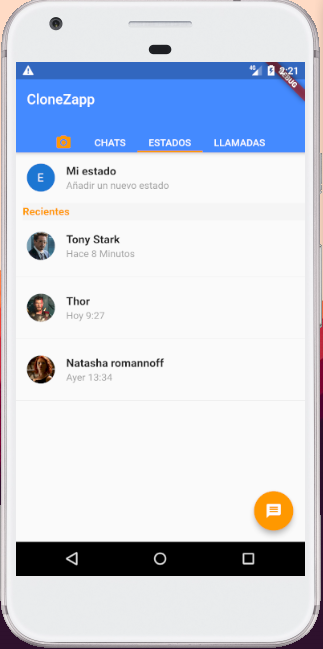 4G 8:21
DEBUG
CloneZapp
CHATS ESTADOS LLAMADAS
E
Mi estado
Añadir un nuevo estado
Recientes
Tony Stark
Hace 8 Minutos
Thor
Hoy 9:27
Natasha romannoff
Ayer 13:34